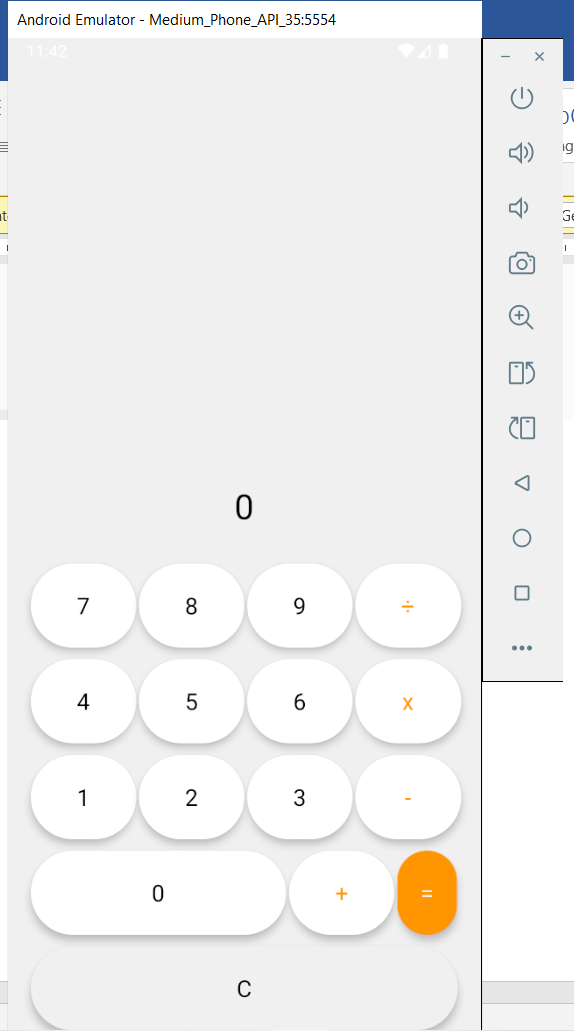 Android Emulator - Medium_Phone_API_35:5554
11:42
0
7 8 9 ÷
4 5 6 x
1 2 3 -
0 + =
C